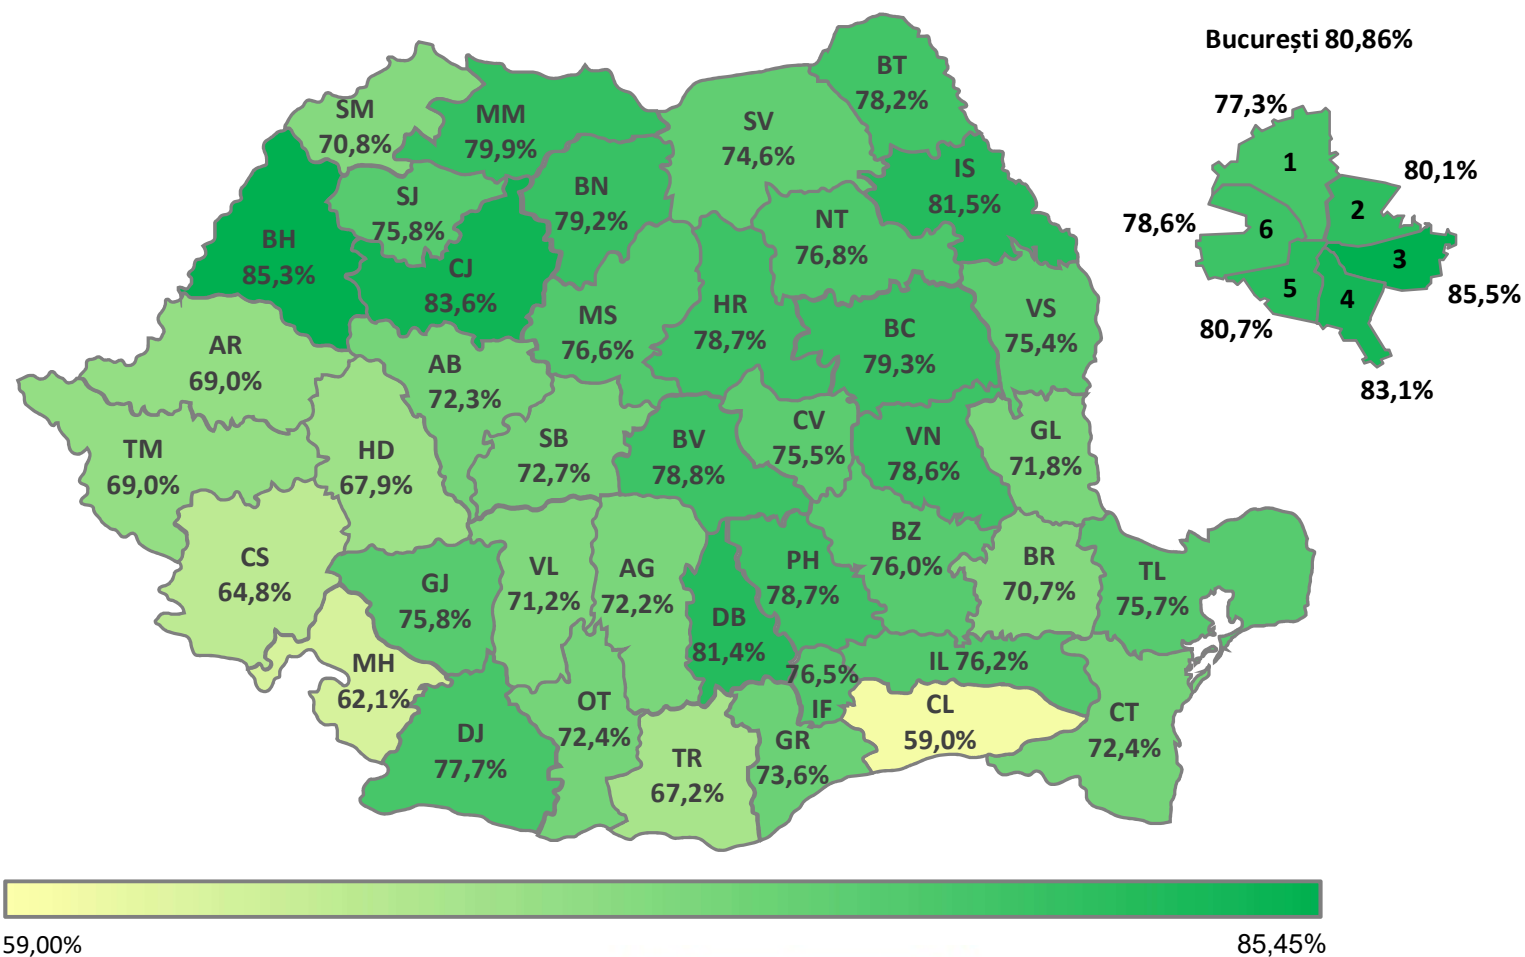 București 80,86%
77,3%
1
80,1%
2
78,6%
6
3
85,5%
5
4
80,7%
83,1%
BT
78,2%
SM
70,8%
MM
79,9%
SV
74,6%
IS
81,5%
BN
79,2%
SJ
75,8%
NT
76,8%
BH
85,3%
CJ
83,6%
MS
76,6%
HR
78,7%
BC
79,3%
VS
75,4%
AR
69,0%
AB
72,3%
CV
75,5%
GL
71,8%
TM
69,0%
HD
67,9%
SB
72,7%
BV
78,8%
VN
78,6%
CS
64,8%
GJ
75,8%
VL
71,2%
AG
72,2%
PH
78,7%
BZ
76,0%
BR
70,7%
TL
75,7%
DB
81,4%
MH
62,1%
76,5%
IF
IL 76,2%
CL
59,0%
CT
72,4%
DJ
77,7%
OT
72,4%
TR
67,2%
GR
73,6%
59,00%
85,45%